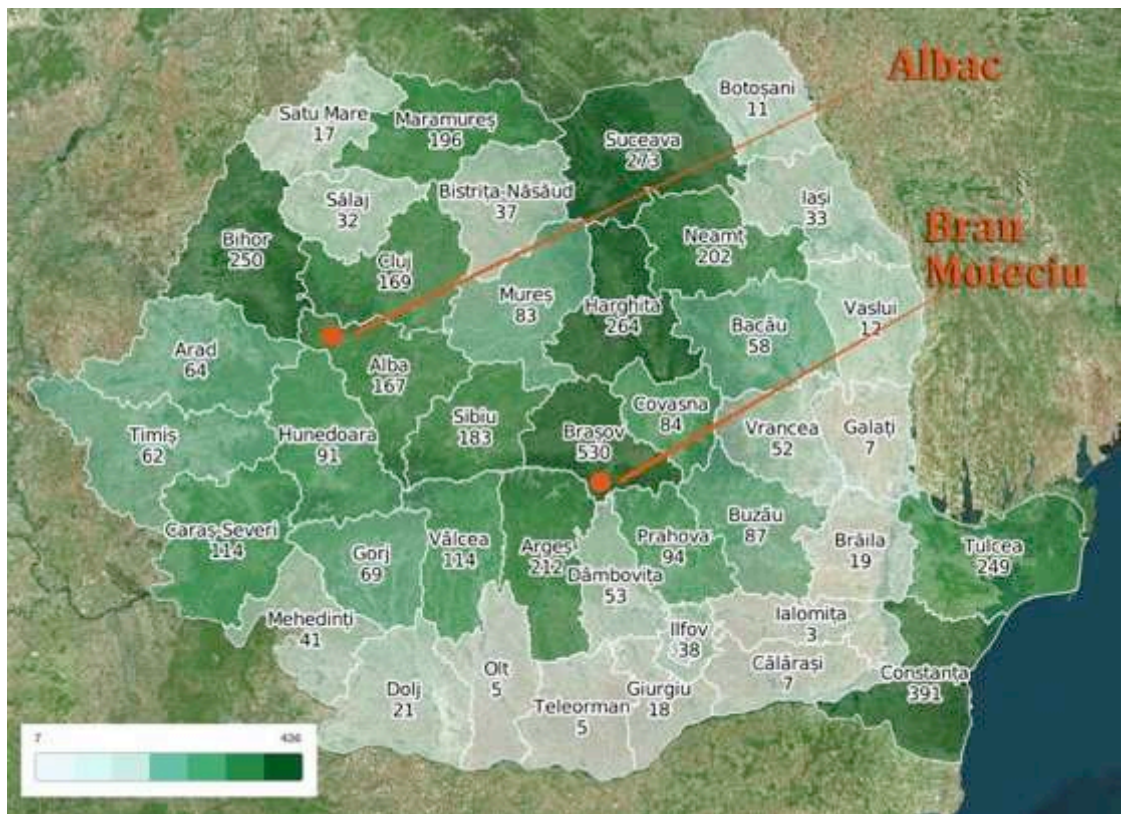 Albac
Botoșani
11
Satu Mare
17
Maramureș
196
Suceava
273
Bistrița-Năsăud
37
Iași
33
Sălaj
32
Bran
Moieciu
Bihor
250
Neamț
202
Cluj
169
Mureș
83
Harghita
264
Vaslui
12
Bacău
58
Arad
64
Alba
167
Covasna
84
Sibiu
183
Brașov
530
Vrancea
52
Galați
7
Timiș
62
Hunedoara
91
Caraș-Severi
114
Gorj
69
Vâlcea
114
Argeș
212
Prahova
94
Buzău
87
Brăila
19
Tulcea
249
Dâmbovița
53
Mehedinți
41
Ilfov
38
Ialomița
3
Călărași
7
Constanța
391
Olt
5
Dolj
21
Teleorman
5
Giurgiu
18
7